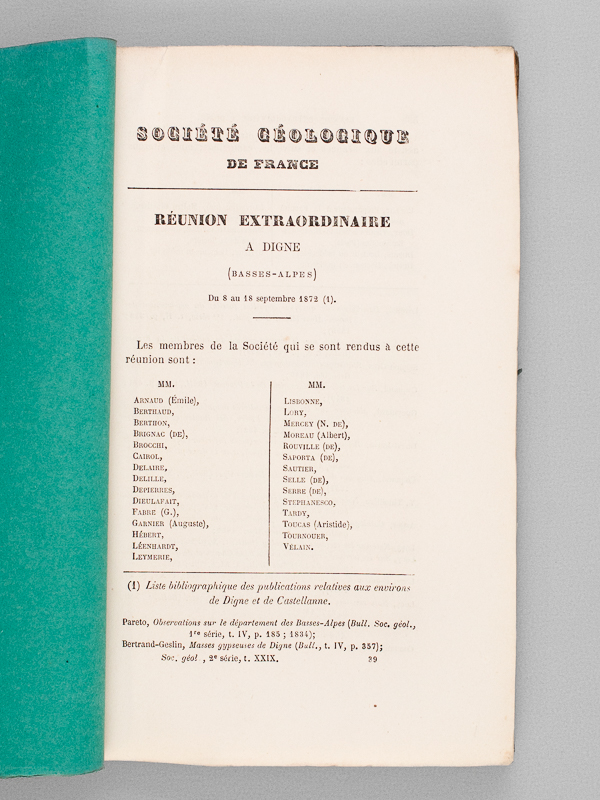 SOCIÉTÉ GÉOLOGIQUE
DE FRANCE
RÉUNION EXTRAORDINAIRE
A DIGNE
(BASSES-ALPES)
Du 8 au 18 septembre 1872 (1).
Les membres de la Société qui se sont rendus à cette
réunion sont :
MM.
ARNAUD (Émile),
BERTHAUD,
BERTHON,
BRIGNAC (DE),
BROCCHI,
CAIROL,
DELAIRE,
DELILLE,
DEPIERRES,
DIEULAFAIT,
FABRE (G.),
GARNIER (Auguste),
HÉBERT,
LÉENHARDT,
LEYMERIE,
MM.
LISBONNE,
LORY,
MERCEY (N. DE),
MOREAU (Albert),
ROUVILLE (DE),
SAPORTA (DE),
SAUTIER,
SELLE (DE),
SERRE (DE),
STEPHANESCO,
TARDY,
TOUCAS (Aristide),
TOURNOUER,
VÉLAIN.
(1) Liste bibliographique des publications relatives aux environs
de Digne et de Castellanne.
Pareto, Observations sur le département des Basses-Alpes (Bull. Soc. géol.,
1re série, t. IV, p. 185 ; 1834);
Bertrand-Geslin, Masses gypseuses de Digne (Bull., t. IV, p. 357);
Soc. géol , 2e série, t. XXIX. 39